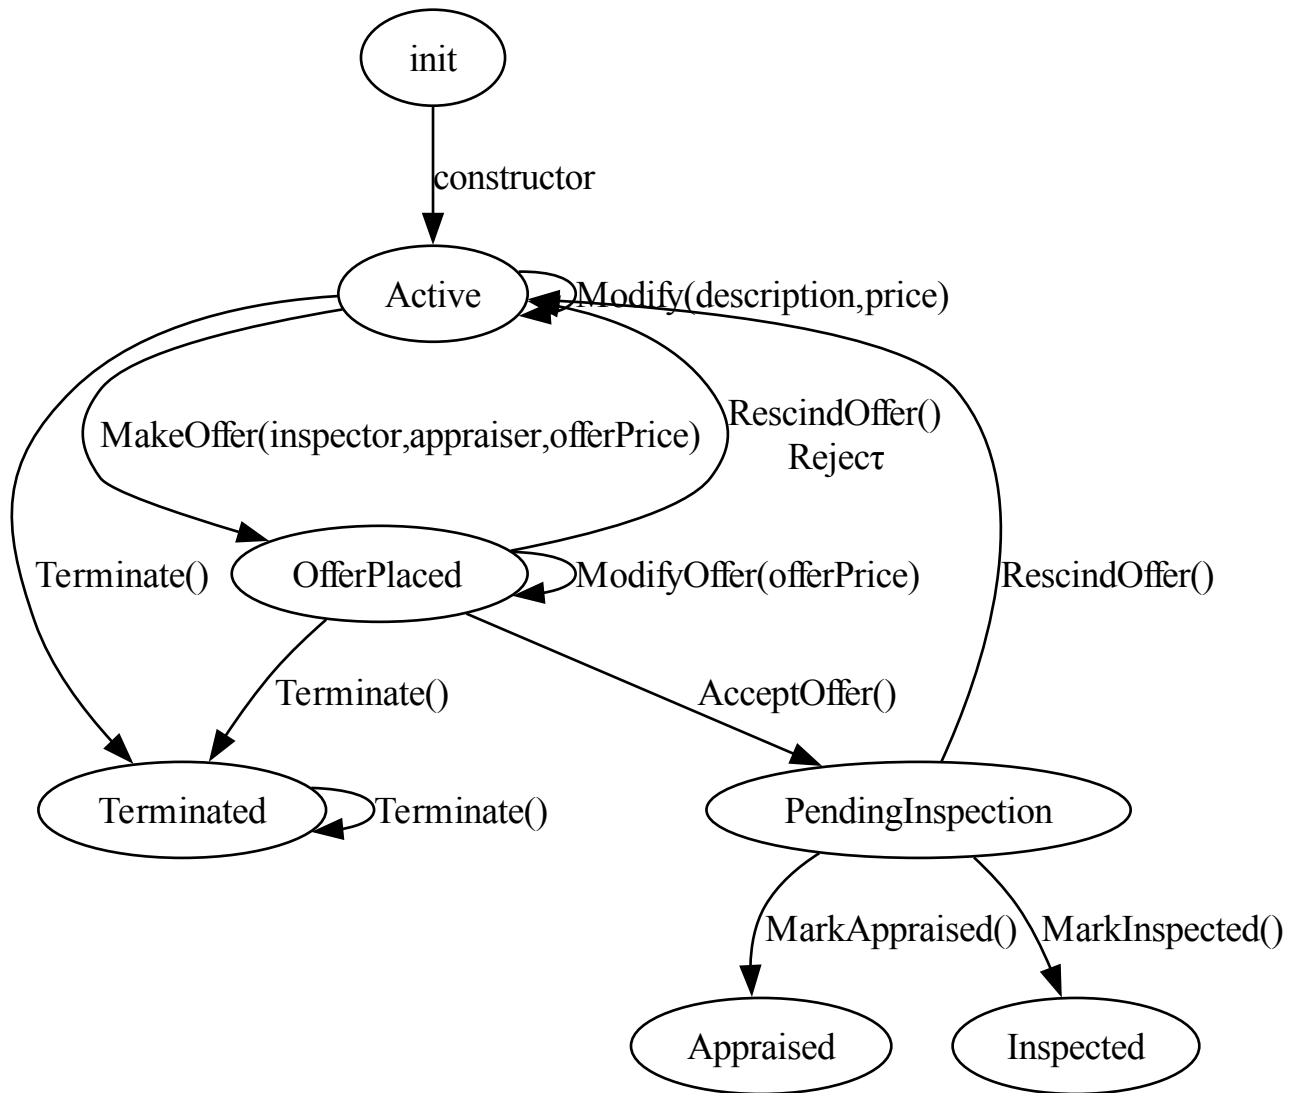 init
constructor
Active
Modify(description,price)
MakeOffer(inspector,appraiser,offerPrice)
RescindOffer()
Rejecτ
Terminate()
OfferPlaced
ModifyOffer(offerPrice)
RescindOffer()
Terminate()
AcceptOffer()
Terminated
Terminate()
PendingInspection
MarkAppraised()
MarkInspected()
Appraised
Inspected